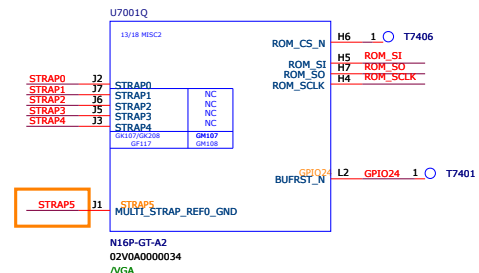 U7001Q
13/18 MISC2
ROM_CS_N H6 1 T7406
ROM_SI H5 ROM_SI
ROM_SO H7 ROM_SO
ROM_SCLK H4 ROM_SCLK
STRAP0 J2 STRAP0
STRAP1 J7 STRAP1 NC
STRAP2 J6 STRAP2 NC
STRAP3 J5 STRAP3 NC
STRAP4 J3 STRAP4 NC
GK107/GK208 GM107
GF117 GM108
GPIO24
BUFRST_N L2 GPIO24 1 T7401
STRAP5 J1 STRAP5
MULTI_STRAP_REF0_GND
N16P-GT-A2
02V0A0000034
/VGA